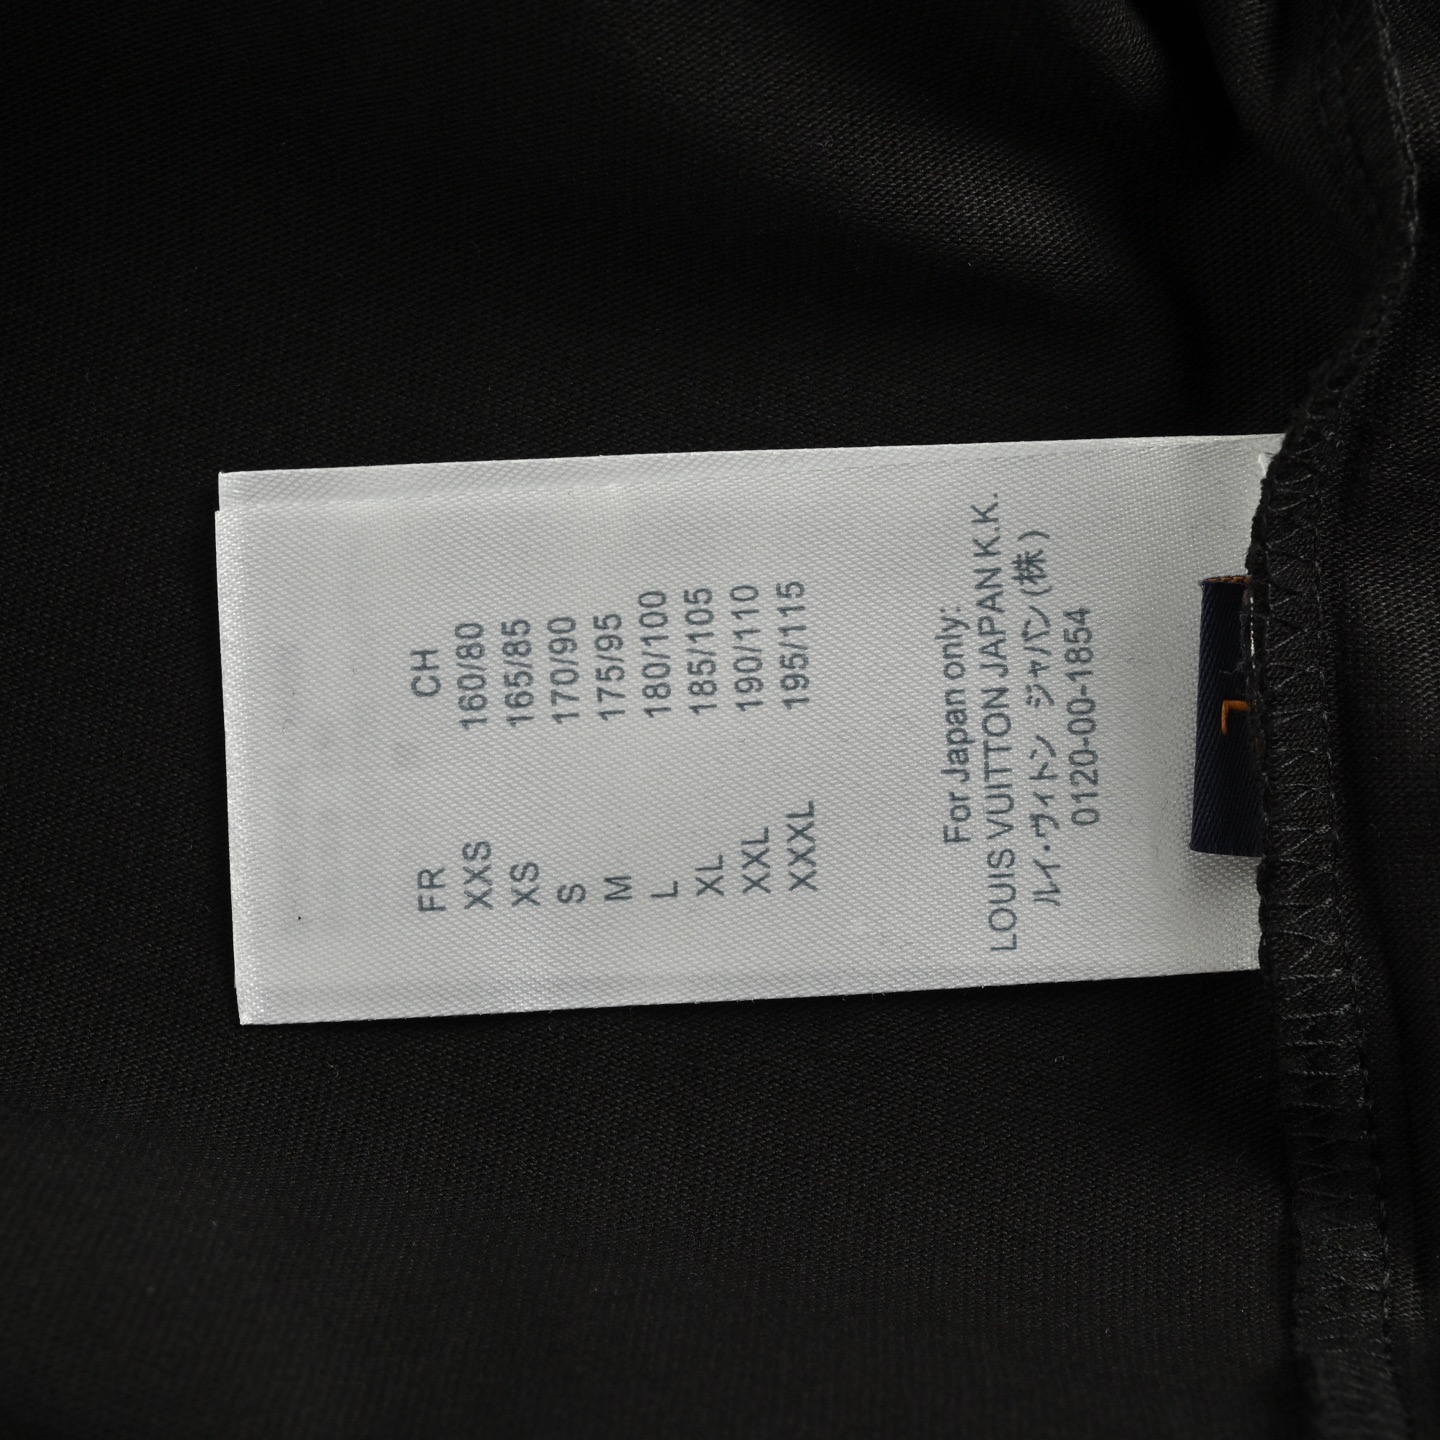 FR CH
XXS 160/80
XS 165/85
S 170/90
M 175/95
L 180/100
XL 185/105
XXL 190/110
XXXL 195/115
For Japan only:
LOUIS VUITTON JAPAN K.K.
ルイ・ヴィトン ジャパン(株)
0120-00-1854